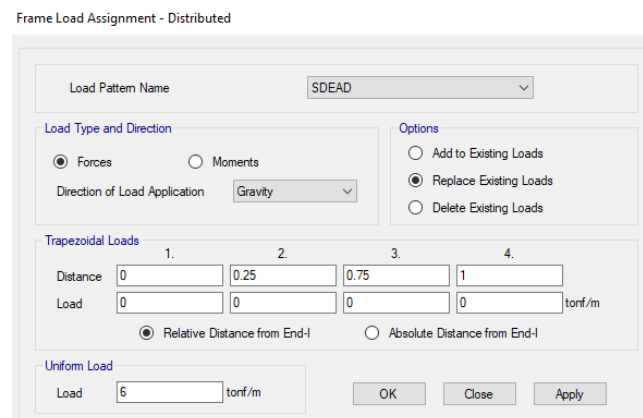 Frame Load Assignment - Distributed
Load Pattern Name SDEAD
Load Type and Direction
Forces Moments
Direction of Load Application Gravity
Options
Add to Existing Loads
Replace Existing Loads
Delete Existing Loads
Trapezoidal Loads
1. 2. 3. 4.
Distance 0 0.25 0.75 1
Load 0 0 0 0 tonf/m
Relative Distance from End-I Absolute Distance from End-I
Uniform Load
Load 6 tonf/m
OK Close Apply